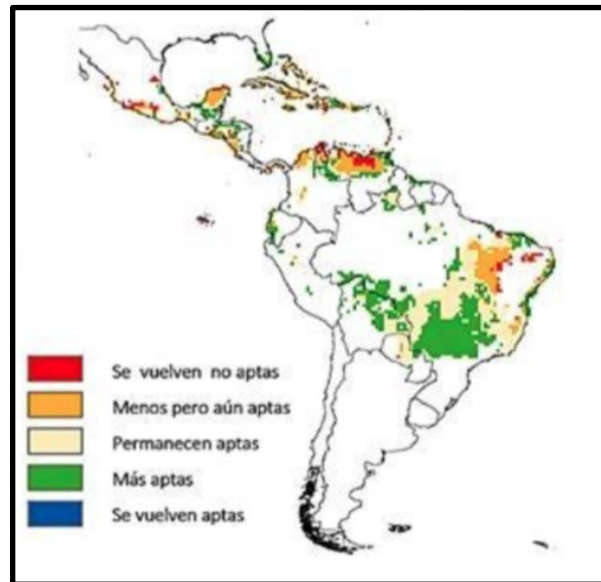 Se vuelven no aptas
Menos pero aún aptas
Permanecen aptas
Más aptas
Se vuelven aptas